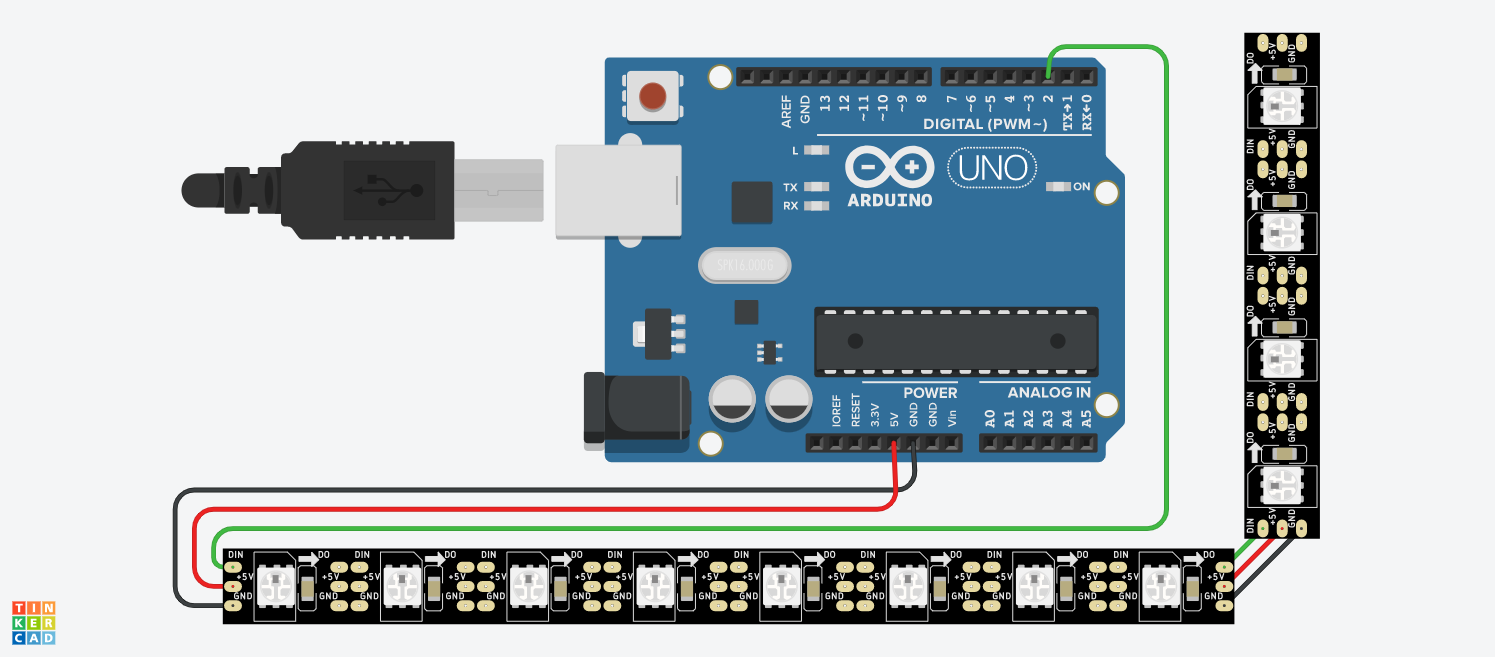 AREF
GND
13
12
~11
~10
~9
8
7
~6
~5
4
~3
2
TX→1
RX←0
DIGITAL (PWM~)
L
TX
RX
UNO
ON
ARDUINO
SPK16.000G
POWER
ANALOG IN
IOREF
RESET
3.3V
5V
GND
GND
Vin
A0
A1
A2
A3
A4
A5
DO
+5V
GND
DIN
+5V
GND
DO
+5V
GND
DIN
+5V
GND
DO
+5V
GND
DIN
+5V
GND
DO
+5V
GND
DIN
+5V
GND
DIN DO DIN DO DIN DO DIN DO DIN DO DIN DO DIN DO DIN DO
+5V +5V +5V +5V +5V +5V +5V +5V +5V +5V +5V +5V +5V +5V +5V +5V
GND GND GND GND GND GND GND GND GND GND GND GND GND GND GND GND
TIN
KER
CAD